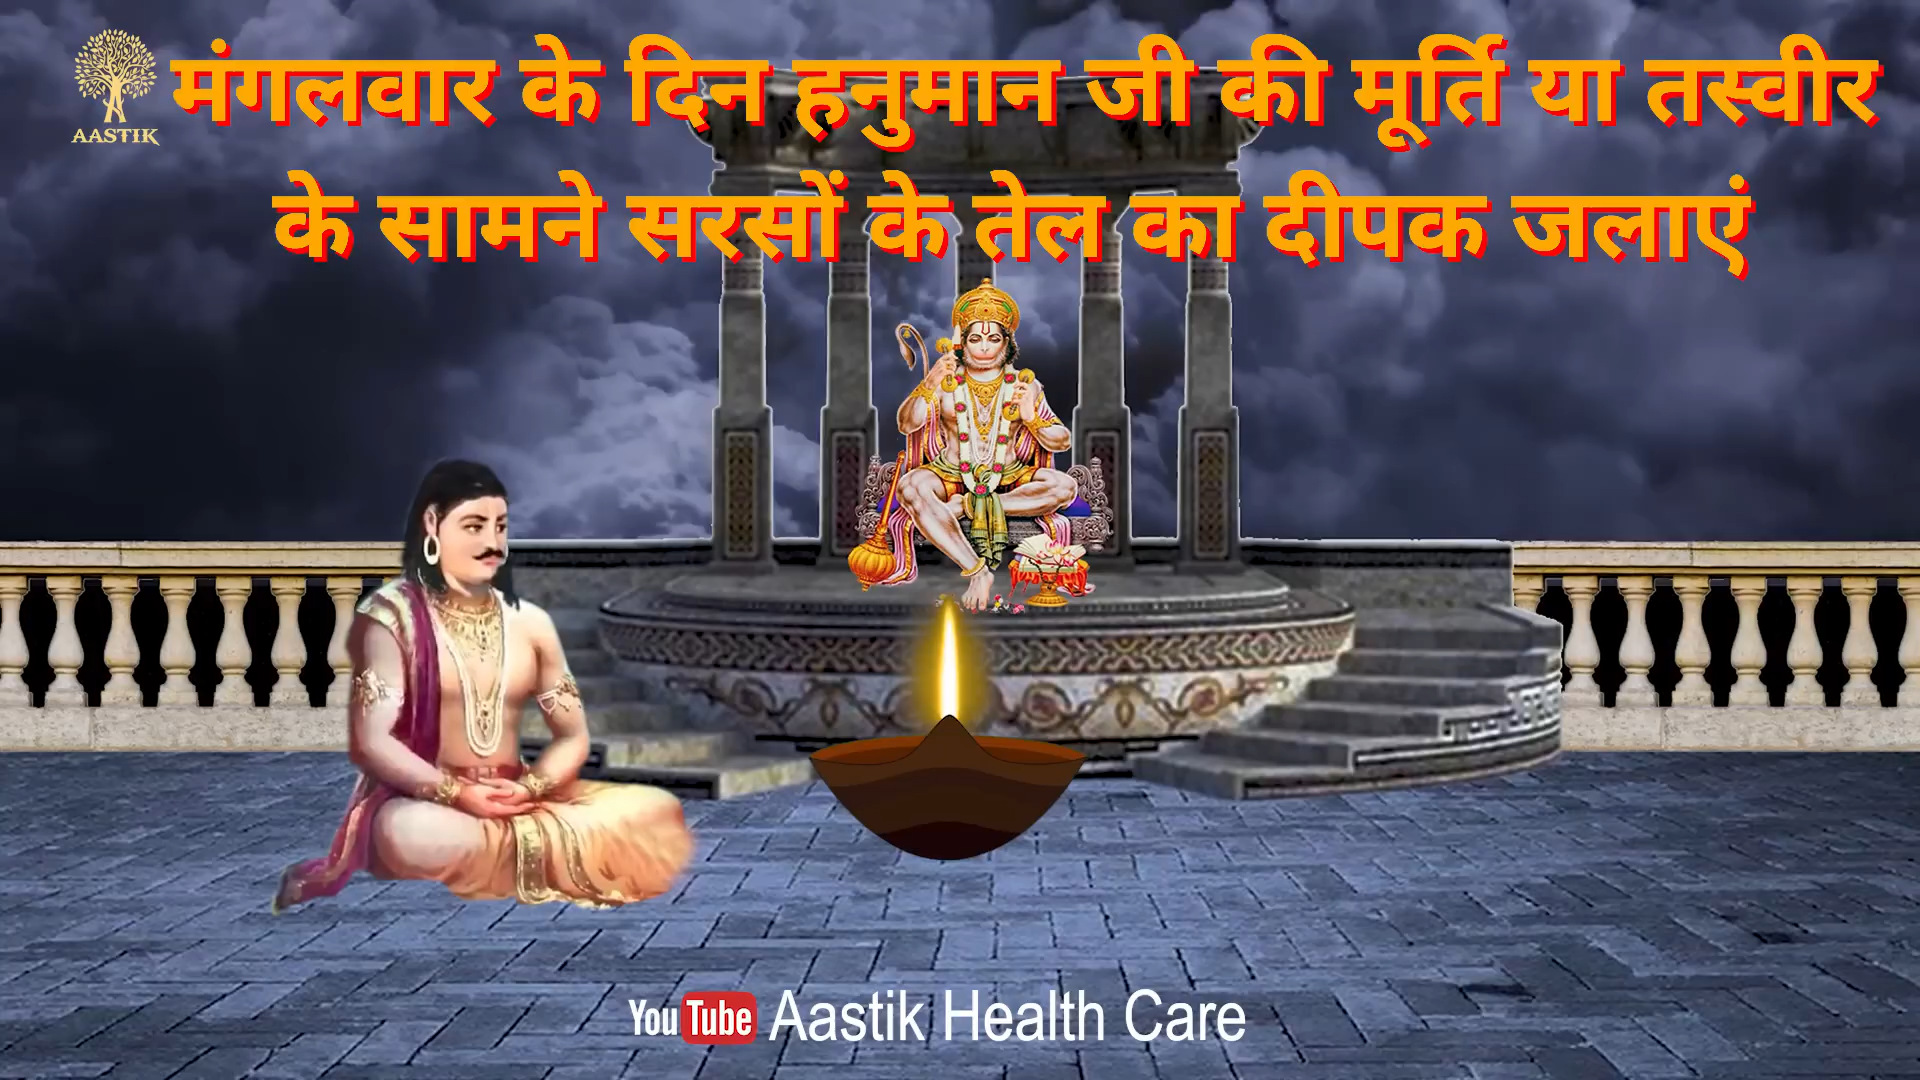 AASTIK
मंगलवार के दिन हनुमान जी की मूर्ति या तस्वीर
के सामने सरसों के तेल का दीपक जलाएं
YouTube Aastik Health Care